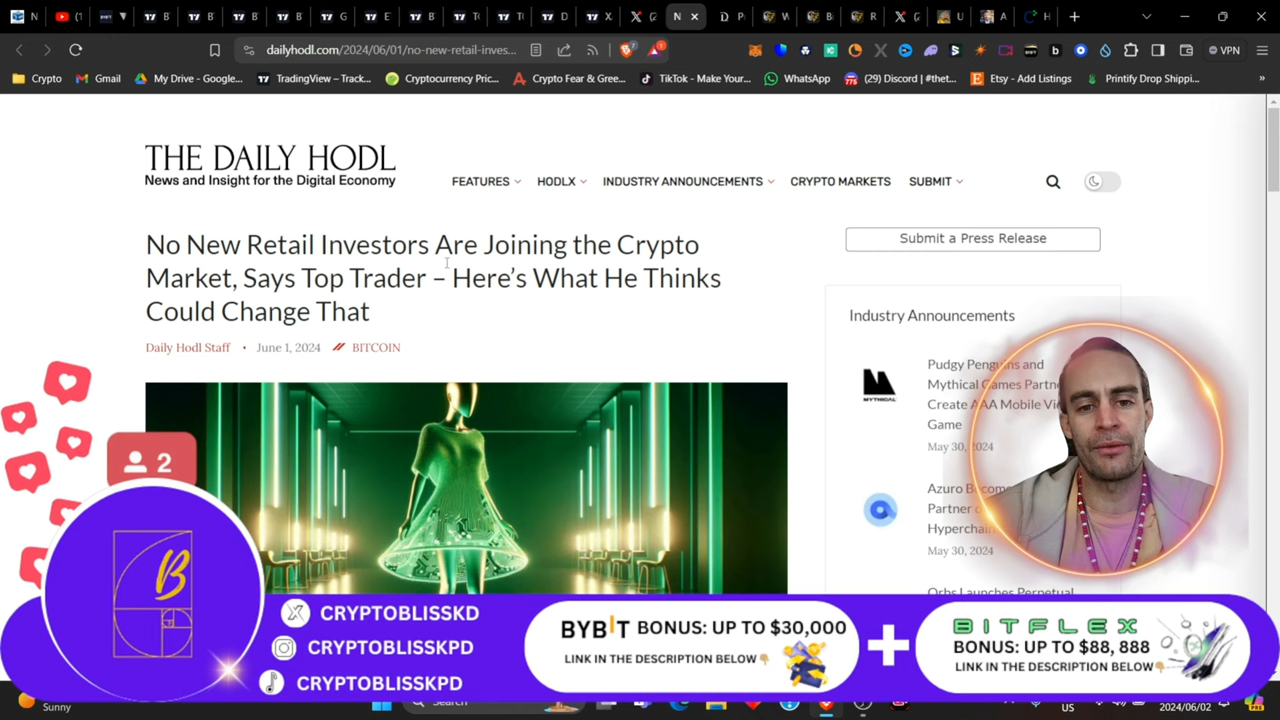 dailyhodl.com/2024/06/01/no-new-retail-inves...
VPN
Crypto
Gmail
My Drive - Google...
TradingView – Track...
Cryptocurrency Pric...
Crypto Fear & Gree...
TikTok - Make Your...
WhatsApp
(29) Discord | #thet...
Etsy - Add Listings
Printify Drop Shippi...
THE DAILY HODL
News and Insight for the Digital Economy
FEATURES
HODLX
INDUSTRY ANNOUNCEMENTS
CRYPTO MARKETS
SUBMIT
No New Retail Investors Are Joining the Crypto
Market, Says Top Trader – Here's What He Thinks
Could Change That
Daily Hodl Staff • June 1, 2024 BITCOIN
Submit a Press Release
Industry Announcements
Pudgy Penguins and
Mythical Games
Create AAA Mobile
Game
May 30, 2024
MYTHICAL
Azuro
Partner
Hyperchain
May 30, 2024
Orbs Launches Perpetual
2
B
CRYPTOBLISSKD
CRYPTOBLISSKPD
CRYPTOBLISSKPD
BYBIT BONUS: UP TO $30,000
LINK IN THE DESCRIPTION BELOW
BITFLEX
BONUS: UP TO $88, 888
LINK IN THE DESCRIPTION BELOW
Sunny
Search
US
2024/06/02